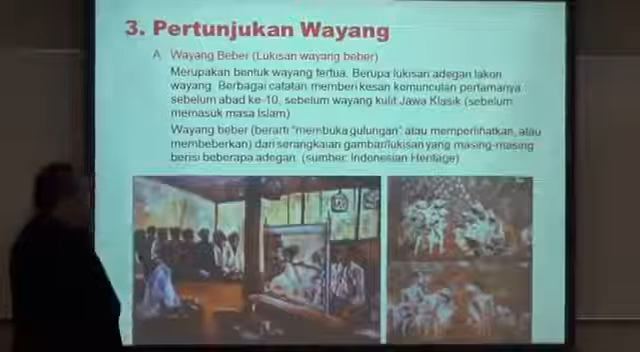 3. Pertunjukan Wayang
A. Wayang Beber (Lukisan wayang beber)
Merupakan bentuk wayang tertua. Berupa lukisan adegan lakon
wayang. Berbagai catatan memberi kesan kemunculan pertamanya
sebelum abad ke-10, sebelum wayang kulit Jawa Klasik (sebelum
memasuk masa Islam)
Wayang beber (berarti "membuka gulungan" atau memperlihatkan, atau
membeberkan) dari serangkaian gambar/lukisan yang masing-masing
berisi beberapa adegan. (sumber: Indonesian Heritage)